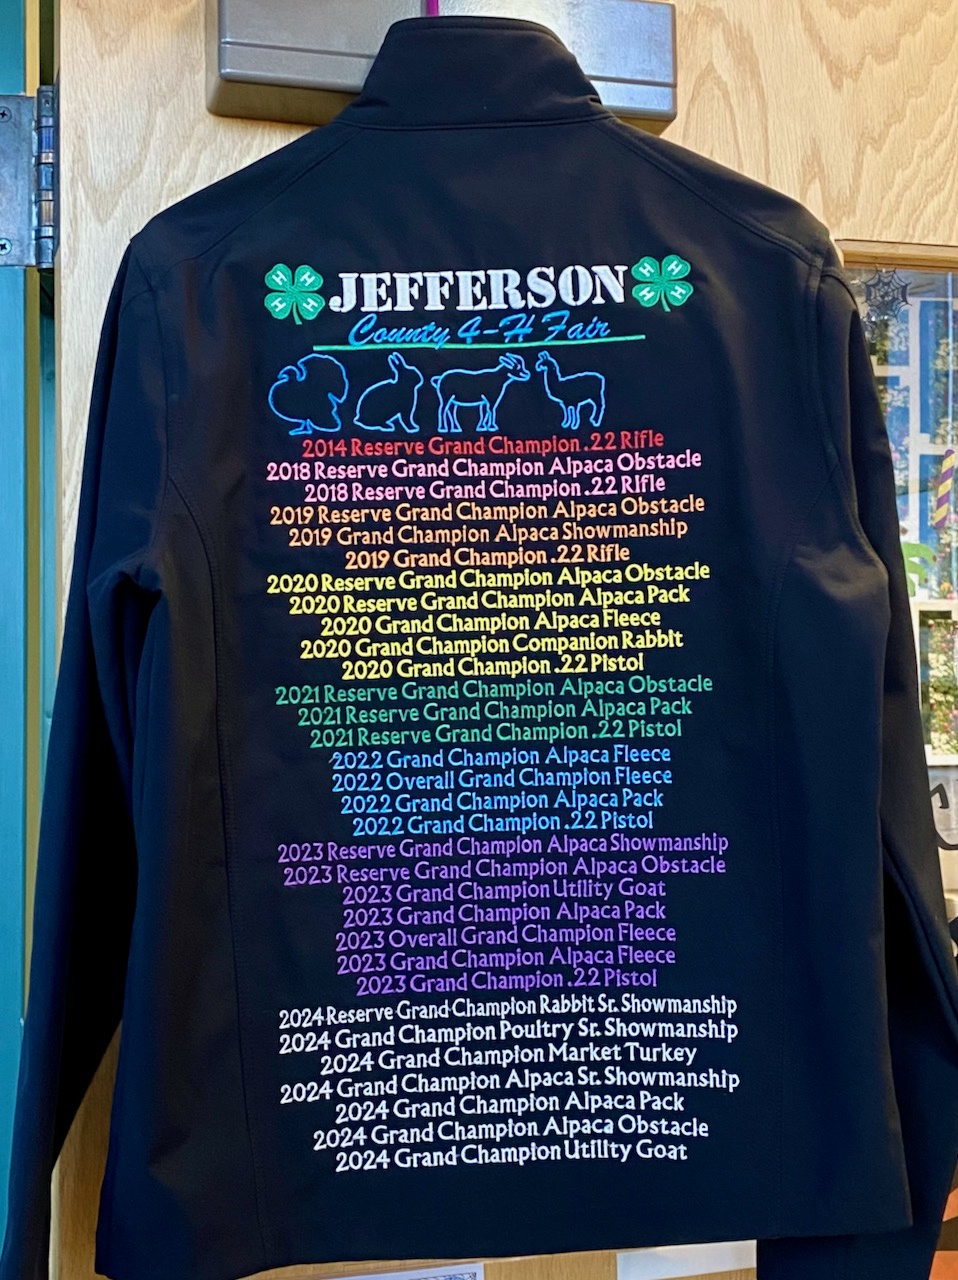 H H H H JEFFERSON H H H H
County 4-H Fair
2014 Reserve Grand Champion .22 Rifle
2018 Reserve Grand Champion Alpaca Obstacle
2018 Reserve Grand Champion .22 Rifle
2019 Reserve Grand Champion Alpaca Obstacle
2019 Grand Champion Alpaca Showmanship
2019 Grand Champion .22 Rifle
2020 Reserve Grand Champion Alpaca Obstacle
2020 Reserve Grand Champion Alpaca Pack
2020 Grand Champion Alpaca Fleece
2020 Grand Champion Companion Rabbit
2020 Grand Champion .22 Pistol
2021 Reserve Grand Champion Alpaca Obstacle
2021 Reserve Grand Champion Alpaca Pack
2021 Reserve Grand Champion .22 Pistol
2022 Grand Champion Alpaca Fleece
2022 Overall Grand Champion Fleece
2022 Grand Champion Alpaca Pack
2022 Grand Champion .22 Pistol
2023 Reserve Grand Champion Alpaca Showmanship
2023 Reserve Grand Champion Alpaca Obstacle
2023 Grand Champion Utility Goat
2023 Grand Champion Alpaca Pack
2023 Overall Grand Champion Fleece
2023 Grand Champion Alpaca Fleece
2023 Grand Champion .22 Pistol
2024 Reserve Grand Champion Rabbit Sr. Showmanship
2024 Grand Champion Poultry Sr. Showmanship
2024 Grand Champion Market Turkey
2024 Grand Champion Alpaca Sr. Showmanship
2024 Grand Champion Alpaca Pack
2024 Grand Champion Alpaca Obstacle
2024 Grand Champion Utility Goat